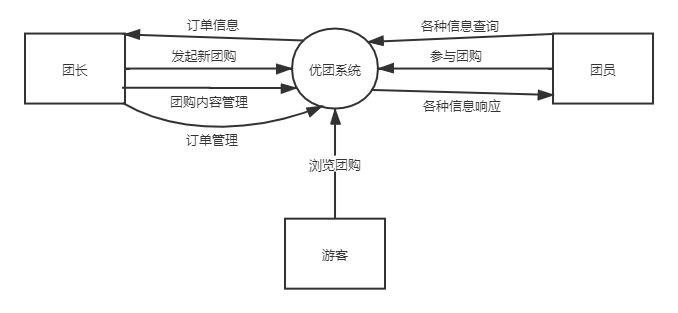 订单信息
各种信息查询
发起新团购
参与团购
团长
优团系统
团员
团购内容管理
各种信息响应
订单管理
浏览团购
游客